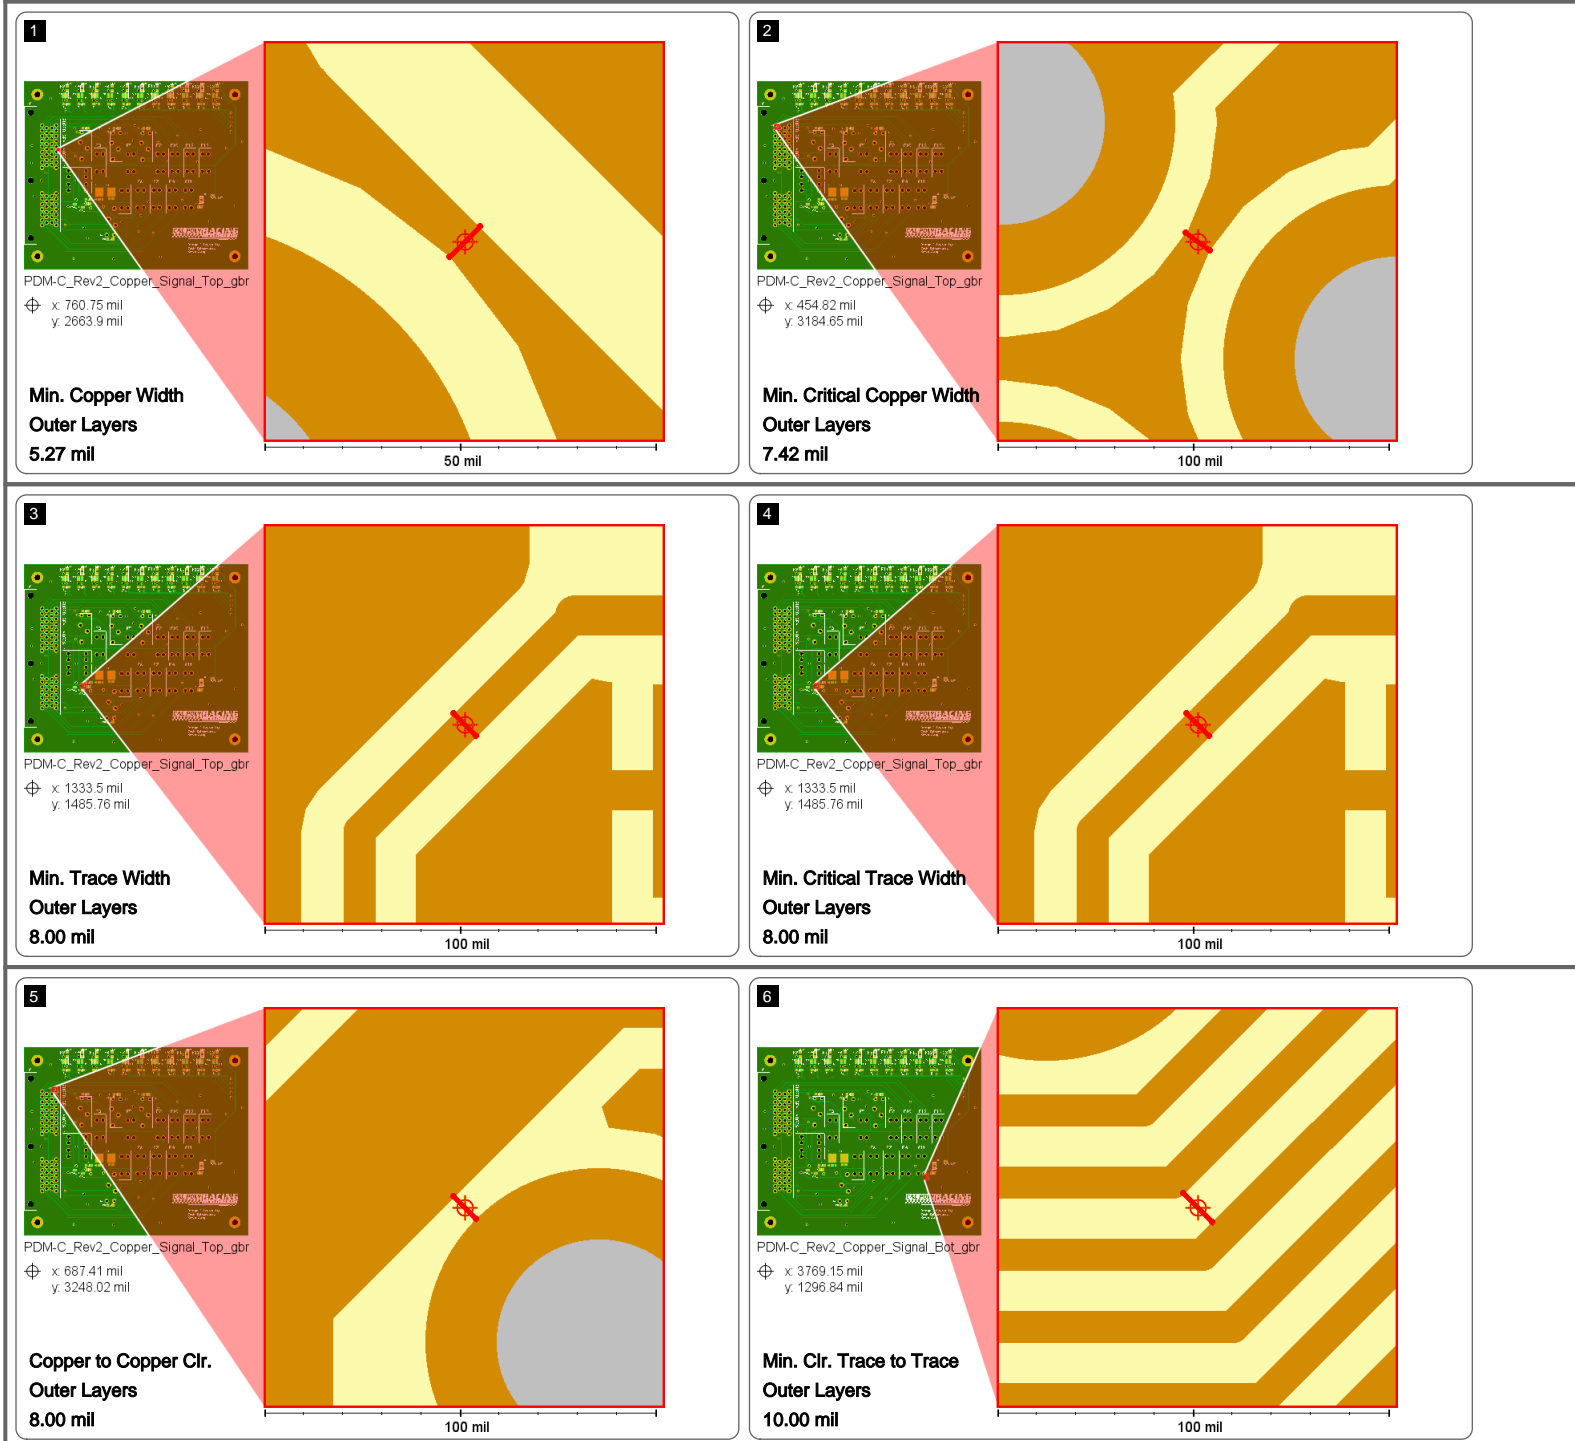 1
PDM-C_Rev2_Copper_Signal_Top_gbr
x: 760.75 mil
y: 2663.9 mil
Min. Copper Width
Outer Layers
5.27 mil
50 mil
2
PDM-C_Rev2_Copper_Signal_Top_gbr
x: 454.82 mil
y: 3184.65 mil
Min. Critical Copper Width
Outer Layers
7.42 mil
100 mil
3
PDM-C_Rev2_Copper_Signal_Top_gbr
x: 1333.5 mil
y: 1485.76 mil
Min. Trace Width
Outer Layers
8.00 mil
100 mil
4
PDM-C_Rev2_Copper_Signal_Top_gbr
x: 1333.5 mil
y: 1485.76 mil
Min. Critical Trace Width
Outer Layers
8.00 mil
100 mil
5
PDM-C_Rev2_Copper_Signal_Top_gbr
x: 687.41 mil
y: 3248.02 mil
Copper to Copper Clr.
Outer Layers
8.00 mil
100 mil
6
PDM-C_Rev2_Copper_Signal_Bot_gbr
x: 3769.15 mil
y: 1296.84 mil
Min. Clr. Trace to Trace
Outer Layers
10.00 mil
100 mil